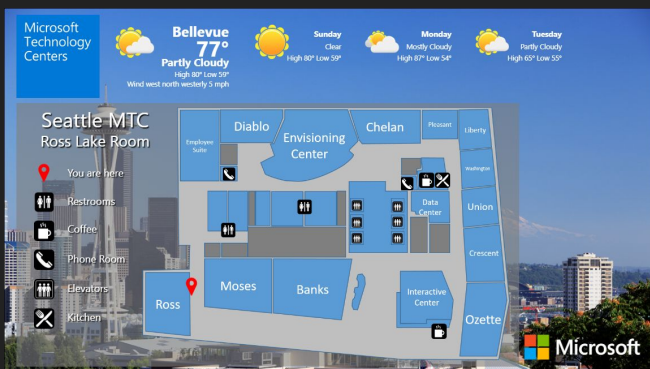 Microsoft
Technology
Centers
Bellevue
77°
Partly Cloudy
High 80° Low 59°
Wind west north westerly 5 mph
Sunday
Clear
High 80° Low 59°
Monday
Mostly Cloudy
High 87° Low 54°
Tuesday
Partly Cloudy
High 65° Low 55°
Seattle MTC
Ross Lake Room
You are here
Restrooms
Coffee
Phone Room
Elevators
Kitchen
Employee
Suite
Diablo
Envisioning
Center
Chelan
Pleasant
Liberty
Washington
Data
Center
Union
Crescent
Ross
Moses
Banks
Interactive
Center
Ozette
Microsoft